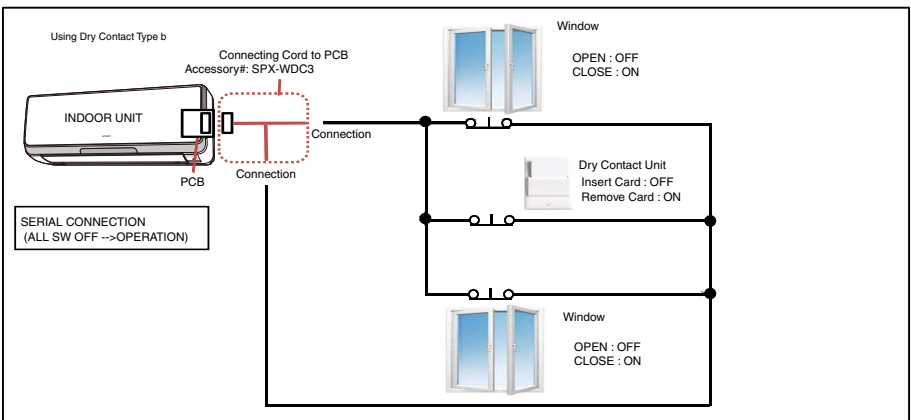 Using Dry Contact Type b
Connecting Cord to PCB
Accessory#: SPX-WDC3
INDOOR UNIT
Connection
PCB
Connection
SERIAL CONNECTION
(ALL SW OFF -->OPERATION)
Window
OPEN : OFF
CLOSE : ON
Dry Contact Unit
Insert Card : OFF
Remove Card : ON
Window
OPEN : OFF
CLOSE : ON